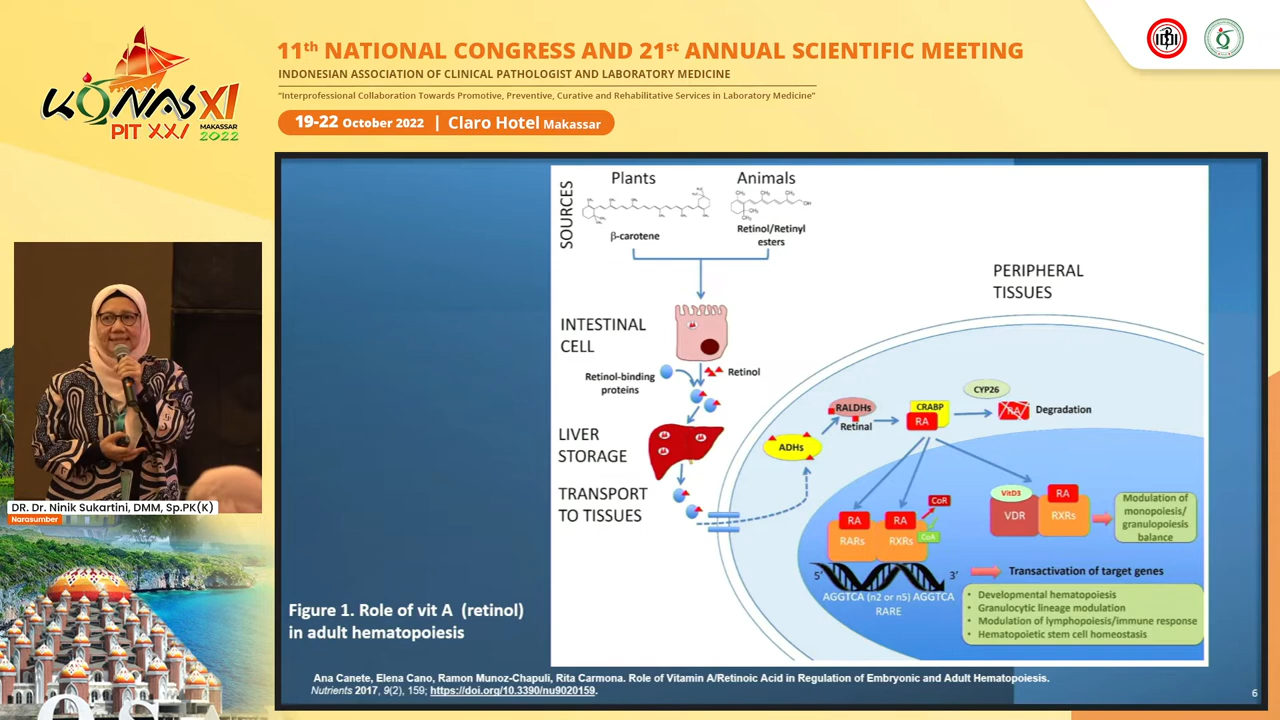 KONAS XI
PIT XXI
MAKASSAR
2022
11th NATIONAL CONGRESS AND 21st ANNUAL SCIENTIFIC MEETING
INDONESIAN ASSOCIATION OF CLINICAL PATHOLOGIST AND LABORATORY MEDICINE
"Interprofessional Collaboration Towards Promotive, Preventive, Curative and Rehabilitative Services in Laboratory Medicine"
19-22 October 2022 | Claro Hotel Makassar
IDI
DR. Dr. Ninik Sukartini, DMM, Sp.PK(K)
Narasumber
SOURCES
Plants
Animals
β-carotene
Retinol/Retinyl
esters
INTESTINAL
CELL
Retinol-binding
proteins
Retinol
LIVER
STORAGE
TRANSPORT
TO TISSUES
PERIPHERAL
TISSUES
ADHs
RALDHs
Retinal
CRABP
RA
CYP26
RA
Degradation
RA
RA
CoR
CoA
RARs
RXRs
5'
3'
AGGTCA (n2 or n5) AGGTCA
RARE
VitD3
VDR
RA
RXRs
Modulation of
monopoiesis/
granulopoiesis
balance
Transactivation of target genes
• Developmental hematopoiesis
• Granulocytic lineage modulation
• Modulation of lymphopoiesis/immune response
• Hematopoietic stem cell homeostasis
Figure 1. Role of vit A (retinol)
in adult hematopoiesis
Ana Canete, Elena Cano, Ramon Munoz-Chapuli, Rita Carmona. Role of Vitamin A/Retinoic Acid in Regulation of Embryonic and Adult Hematopoiesis.
Nutrients 2017, 9(2), 159; https://doi.org/10.3390/nu9020159.
6